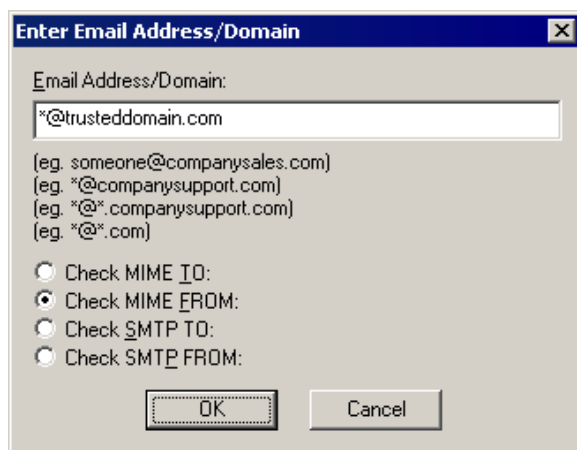 Enter Email Address/Domain
Email Address/Domain:
*@trusteddomain.com
(eg. someone@companysales.com)
(eg. *@companysupport.com)
(eg. *@*.companysupport.com)
(eg. *@*.com)
Check MIME TO:
Check MIME FROM:
Check SMTP TO:
Check SMTP FROM:
OK Cancel